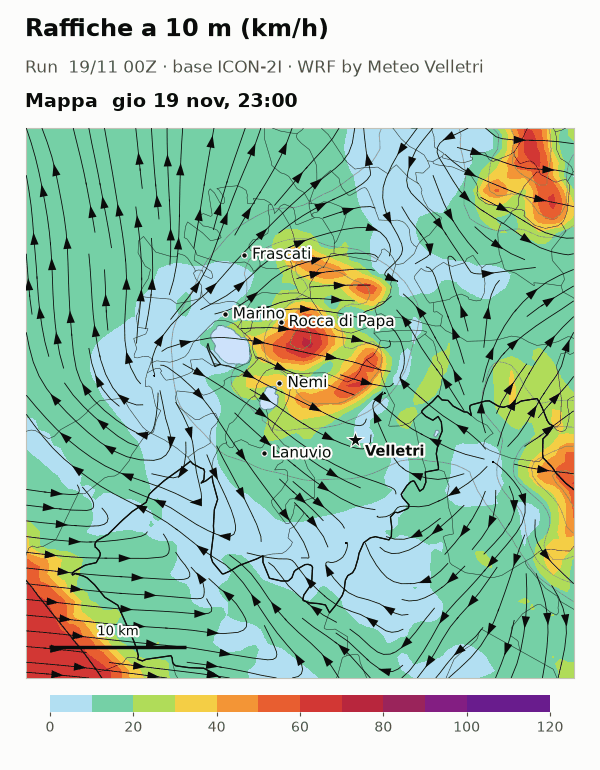 Raffiche a 10 m (km/h)
Run 19/11 00Z · base ICON-2I · WRF by Meteo Velletri
Mappa gio 19 nov, 23:00
Frascati
Marino
Rocca di Papa
Nemi
Velletri
Lanuvio
10 km
0 20 40 60 80 100 120